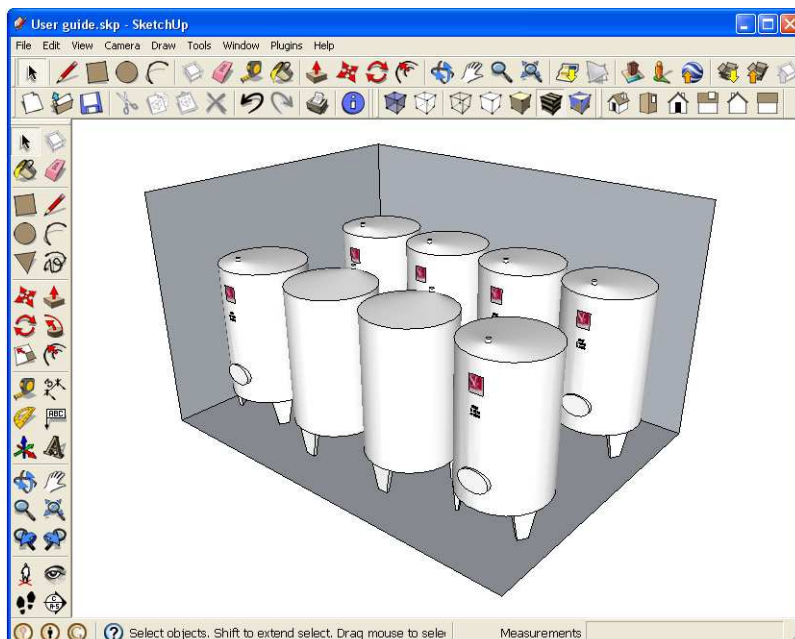 User guide.skp - SketchUp
File Edit View Camera Draw Tools Window Plugins Help
ABC
Select objects. Shift to extend select. Drag mouse to sele
Measurements